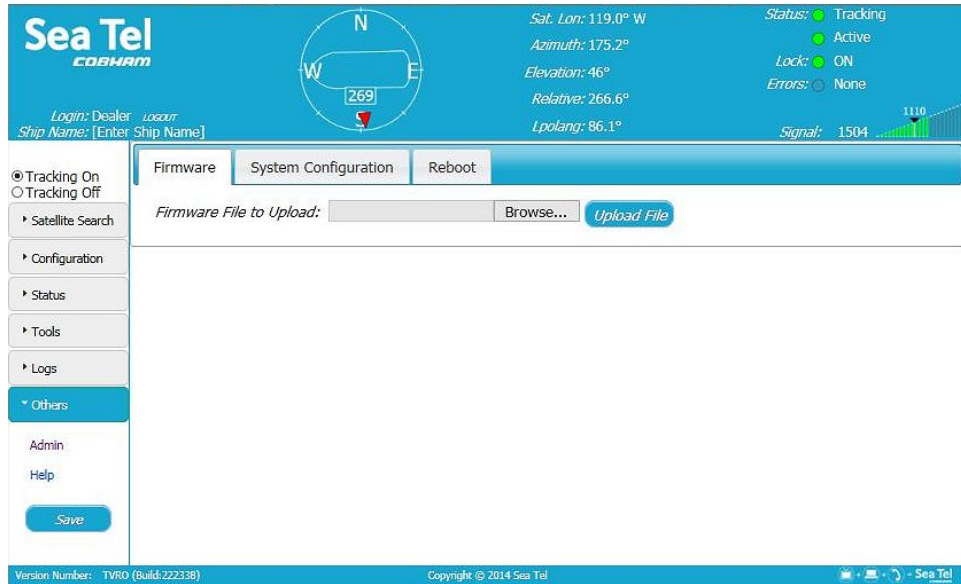 Sea Tel
COBHAM
Login: Dealer LOGOUT
Ship Name: [Enter Ship Name]
N
W
E
269
S
Sat. Lon: 119.0° W
Azimuth: 175.2°
Elevation: 46°
Relative: 266.6°
Lpolang: 86.1°
Status: Tracking
Active
Lock: ON
Errors: None
1110
Signal: 1504
Tracking On
Tracking Off
Satellite Search
Configuration
Status
Tools
Logs
Others
Admin
Help
Save
Firmware
System Configuration
Reboot
Firmware File to Upload:
Browse...
Upload File
Version Number: TVRO (Build:222338)
Copyright © 2014 Sea Tel
- Sea Tel